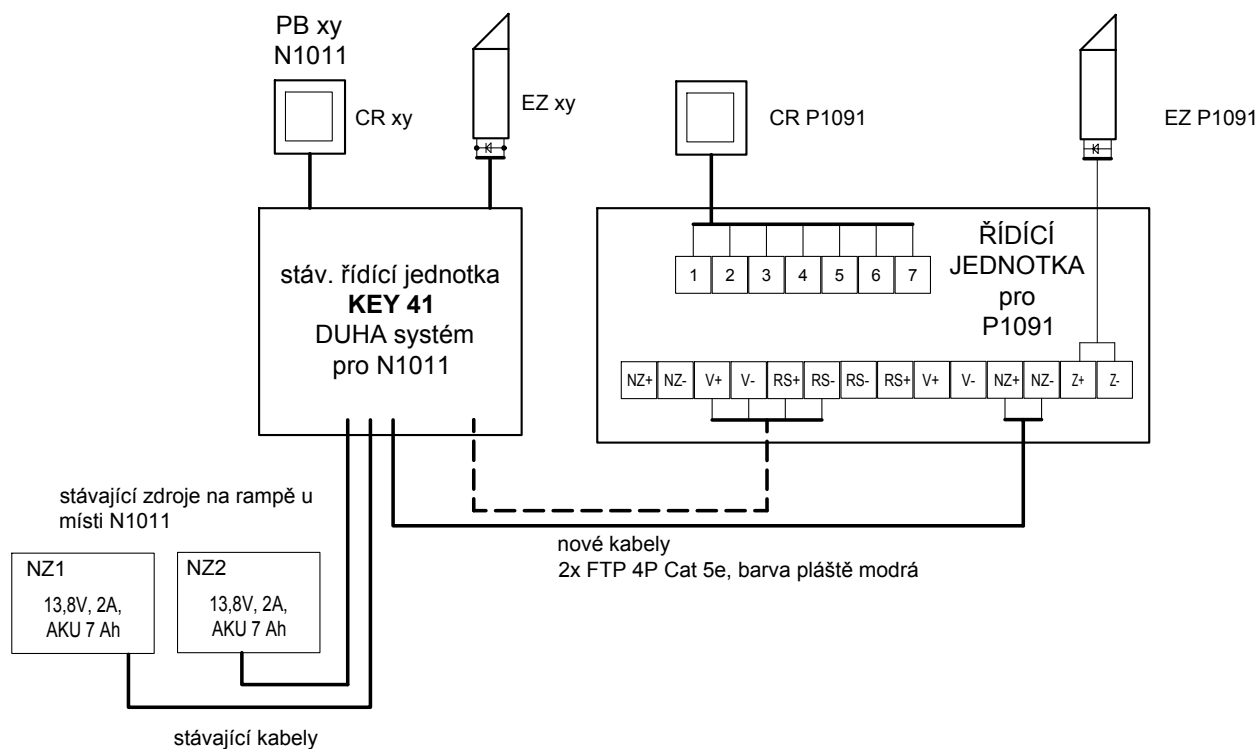 PB xy
N1011
CR xy
EZ xy
CR P1091
EZ P1091
stáv. řídící jednotka
KEY 41
DUHA systém
pro N1011
1 2 3 4 5 6 7
ŘÍDÍCÍ
JEDNOTKA
pro
P1091
NZ+ NZ- V+ V- RS+ RS- RS- RS+ V+ V- NZ+ NZ- Z+ Z-
stávající zdroje na rampě u
místi N1011
NZ1
13,8V, 2A,
AKU 7 Ah
NZ2
13,8V, 2A,
AKU 7 Ah
nové kabely
2x FTP 4P Cat 5e, barva pláště modrá
stávající kabely